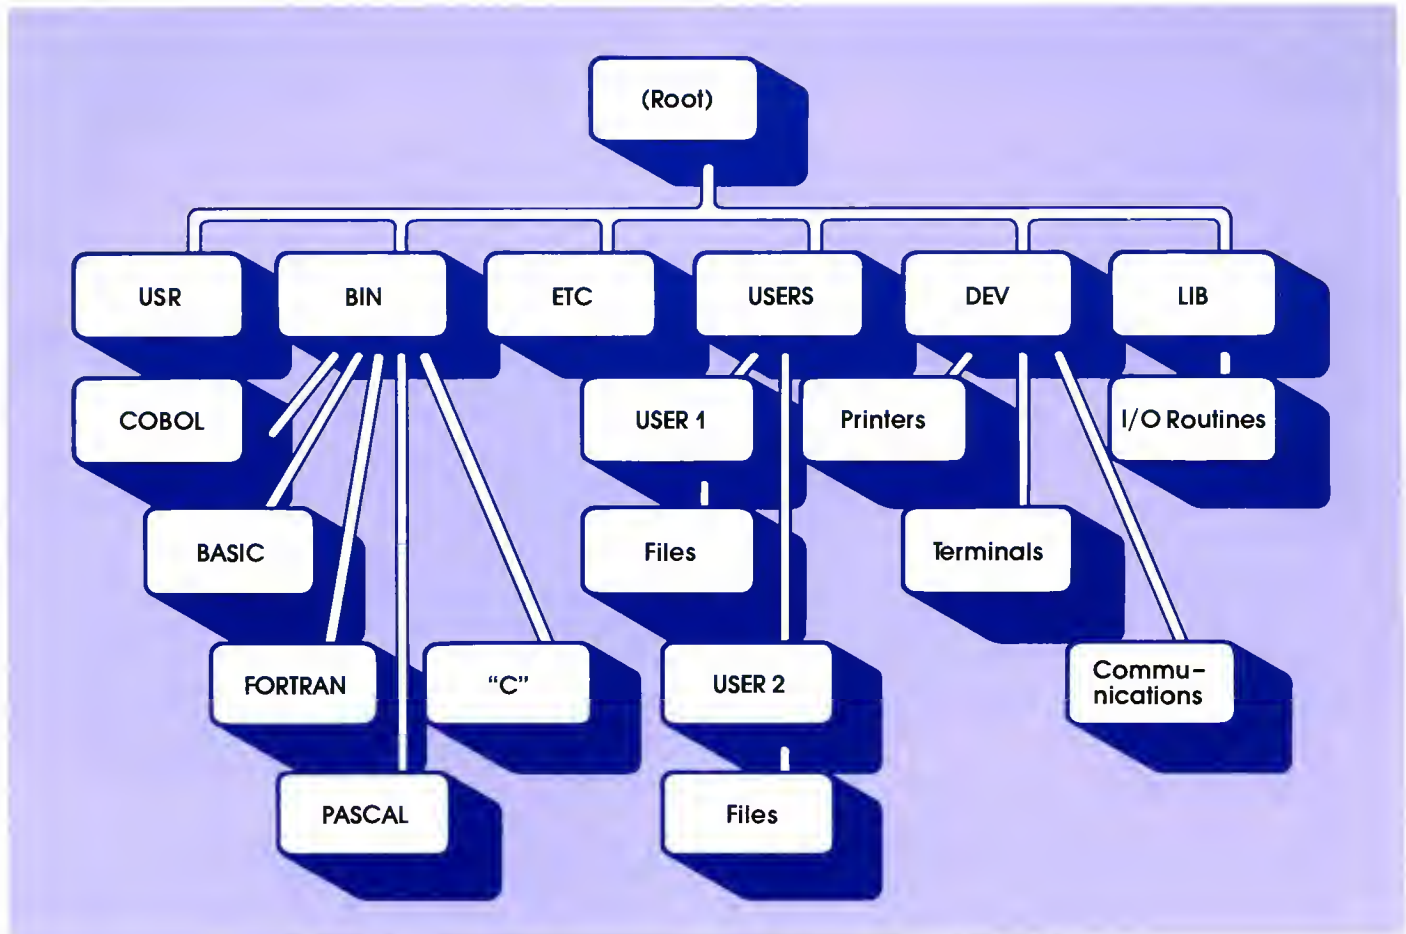 (Root)
USR
BIN
ETC
USERS
DEV
LIB
COBOL
USER 1
Printers
I/O Routines
BASIC
Files
Terminals
FORTRAN
"C"
USER 2
Commu-
nications
PASCAL
Files